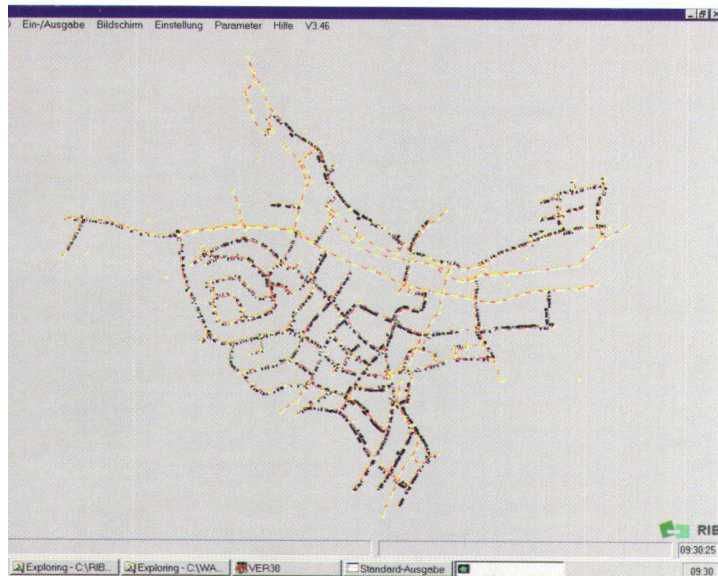 Ein-/Ausgabe Bildschirm Einstellung Parameter Hilfe V3.46
RIB
09:30:25
Exploring - C:\RIB... Exploring - C:\WA... VER30 Standard-Ausgabe
09:30